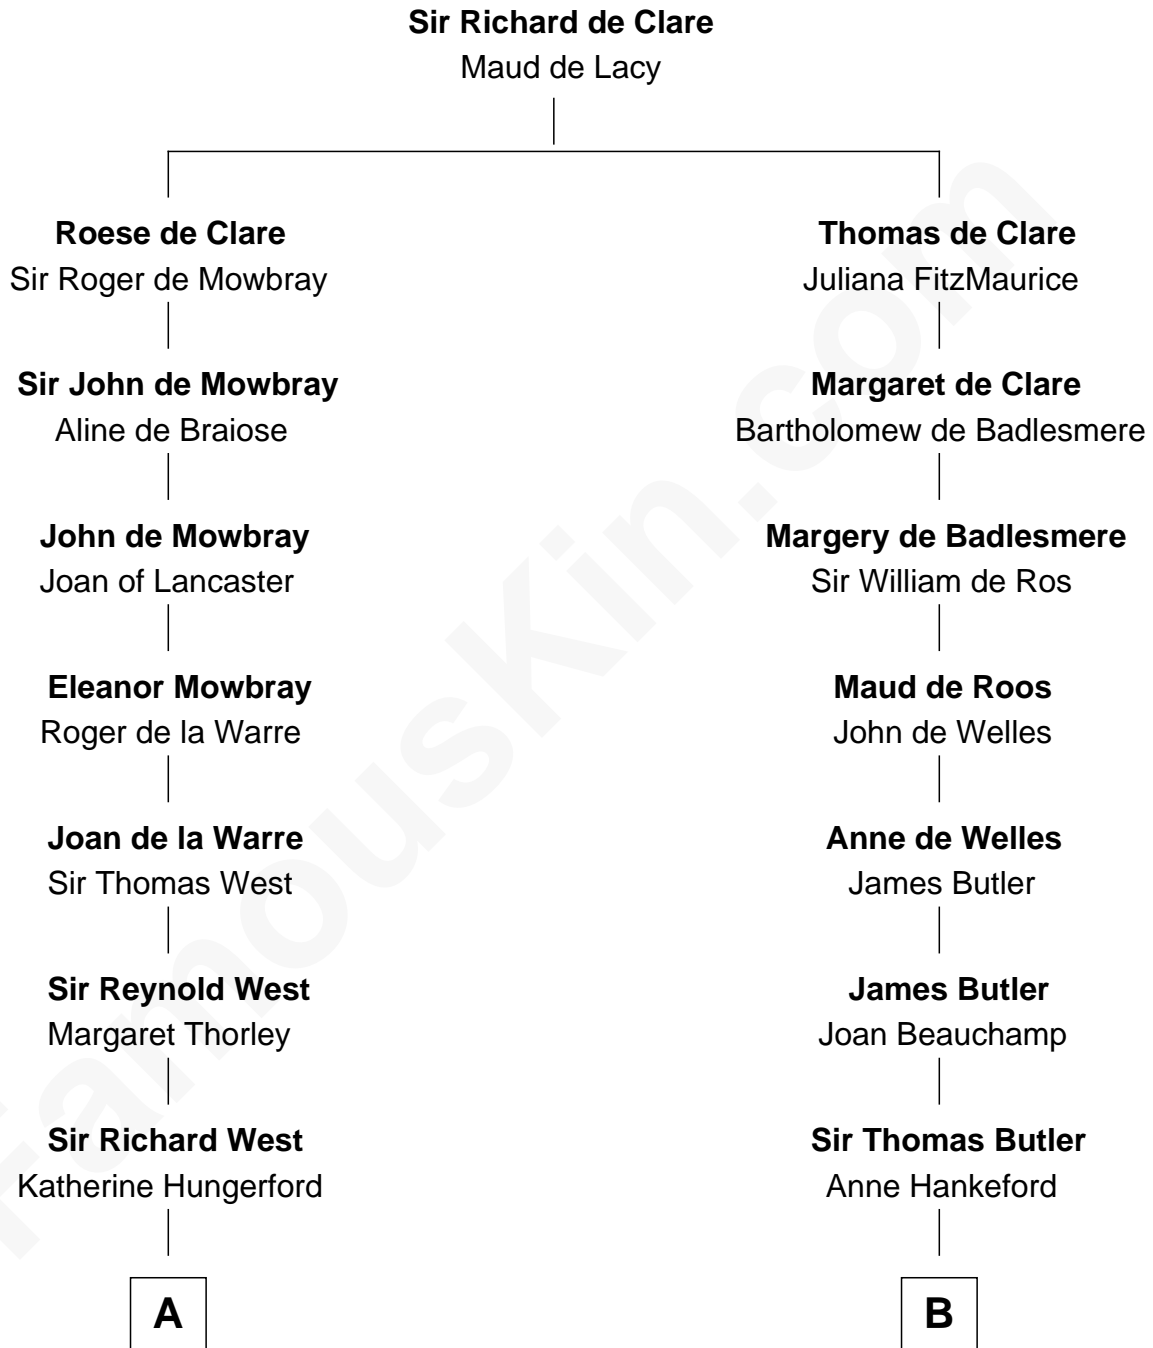 Sir Richard de Clare
Maud de Lacy
Roese de Clare
Sir Roger de Mowbray
Thomas de Clare
Juliana FitzMaurice
Sir John de Mowbray
Aline de Braiose
Margaret de Clare
Bartholomew de Badlesmere
John de Mowbray
Joan of Lancaster
Margery de Badlesmere
Sir William de Ros
Eleanor Mowbray
Roger de la Warre
Maud de Roos
John de Welles
Joan de la Warre
Sir Thomas West
Anne de Welles
James Butler
Sir Reynold West
Margaret Thorley
James Butler
Joan Beauchamp
Sir Richard West
Katherine Hungerford
Sir Thomas Butler
Anne Hankeford
A
B
FamousKin.com